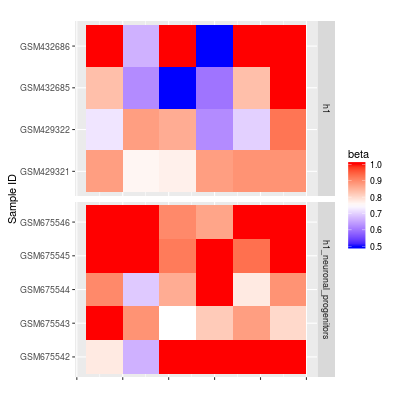 GSM432686
GSM432685
GSM429322
GSM429321
h1
GSM675546
GSM675545
GSM675544
GSM675543
GSM675542
h1_neuronal_progenitors
Sample ID
beta
1.0
0.9
0.8
0.7
0.6
0.5